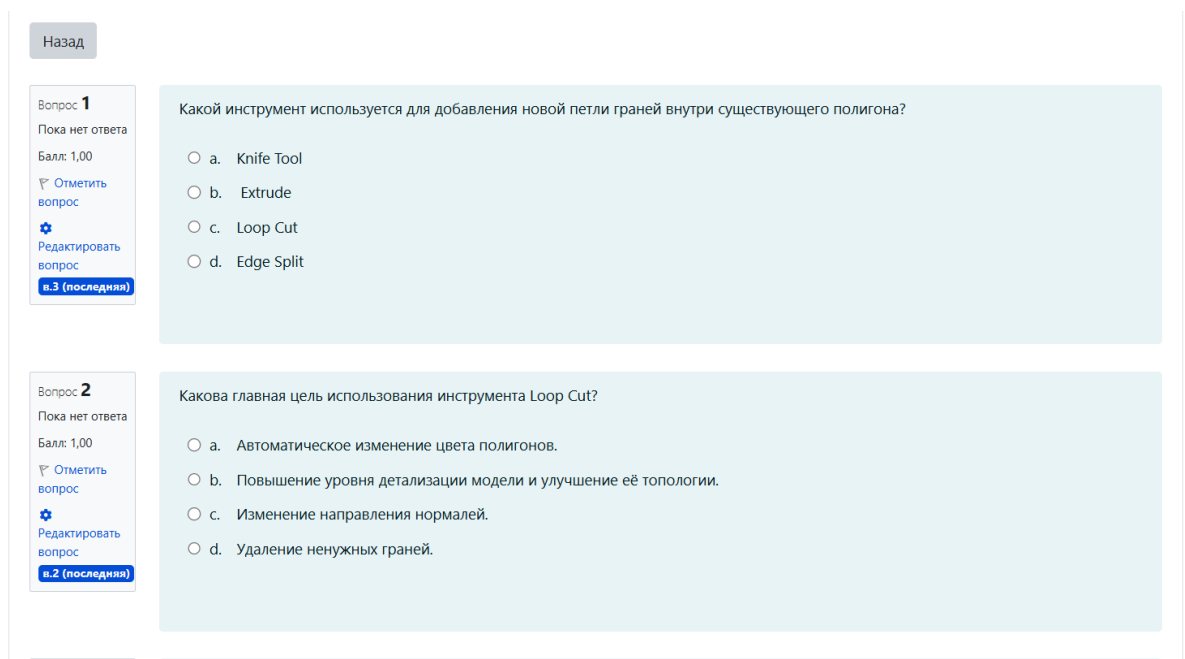 Назад
Вопрос 1
Пока нет ответа
Балл: 1,00
Отметить
вопрос
Редактировать
вопрос
в.3 (последняя)
Какой инструмент используется для добавления новой петли граней внутри существующего полигона?
a. Knife Tool
b. Extrude
c. Loop Cut
d. Edge Split
Вопрос 2
Пока нет ответа
Балл: 1,00
Отметить
вопрос
Редактировать
вопрос
в.2 (последняя)
Какова главная цель использования инструмента Loop Cut?
a. Автоматическое изменение цвета полигонов.
b. Повышение уровня детализации модели и улучшение её топологии.
c. Изменение направления нормалей.
d. Удаление ненужных граней.